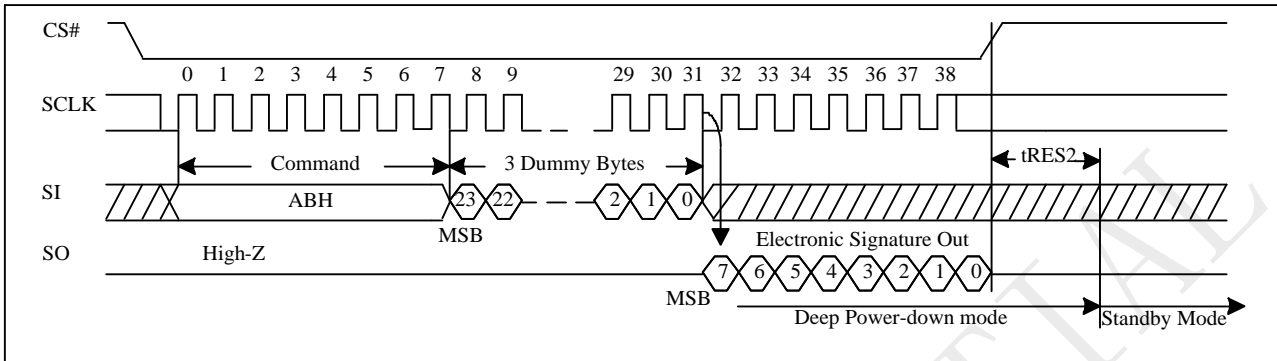 CS#
0 1 2 3 4 5 6 7 8 9 29 30 31 32 33 34 35 36 37 38
SCLK
Command 3 Dummy Bytes tRES2
SI ABH 23 22 2 1 0
MSB
SO High-Z Electronic Signature Out
7 6 5 4 3 2 1 0
MSB
Deep Power-down mode Standby Mode
TIAL